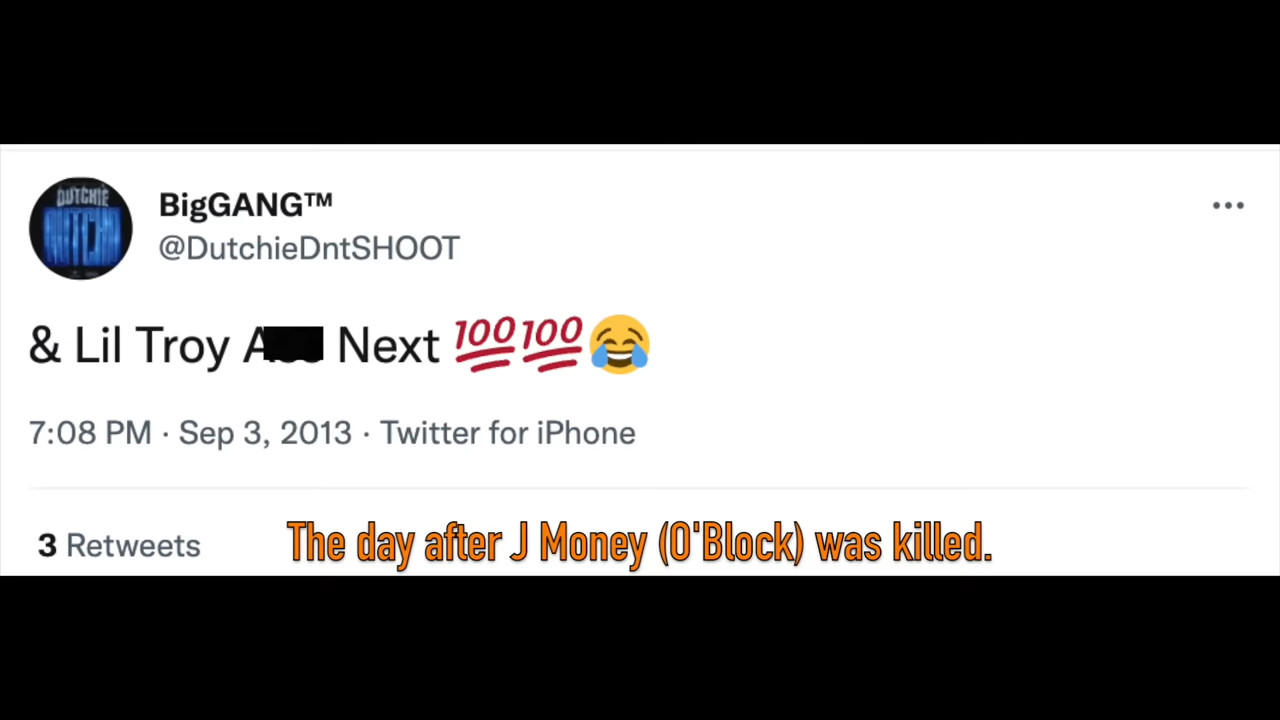 DUTCHIE
BigGANG™
@DutchieDntSHOOT
& Lil Troy A Next 💯💯😂
7:08 PM · Sep 3, 2013 · Twitter for iPhone
3 Retweets
The day after J Money (O'Block) was killed.